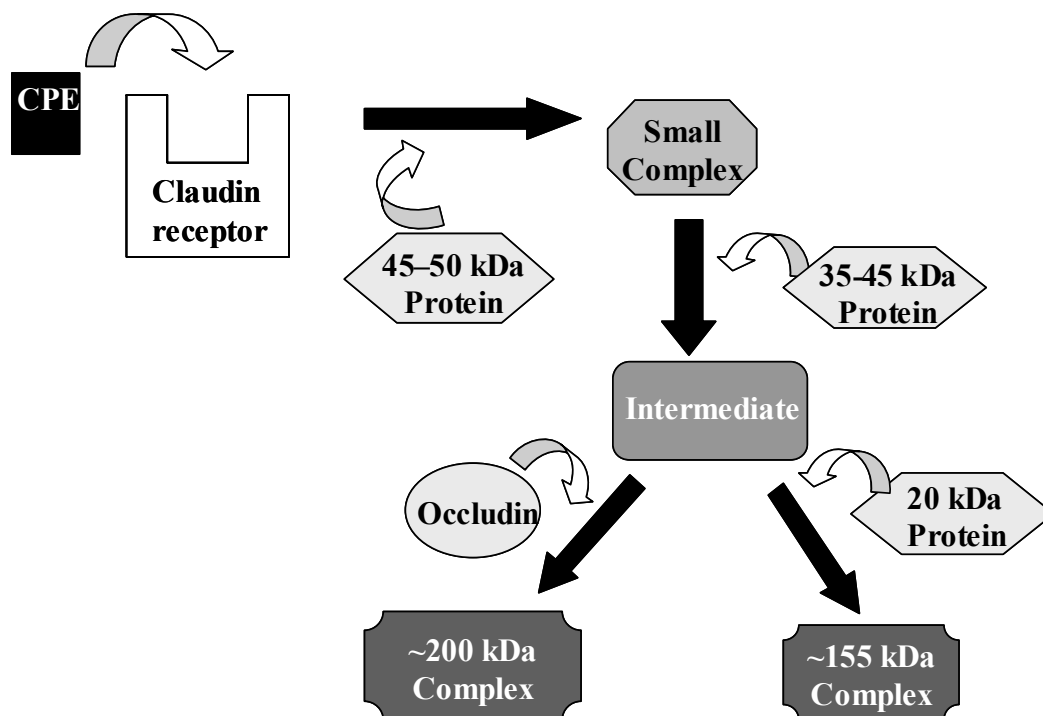 CPE
Claudin
receptor
45–50 kDa
Protein
Small
Complex
35-45 kDa
Protein
Intermediate
Occludin
20 kDa
Protein
~200 kDa
Complex
~155 kDa
Complex